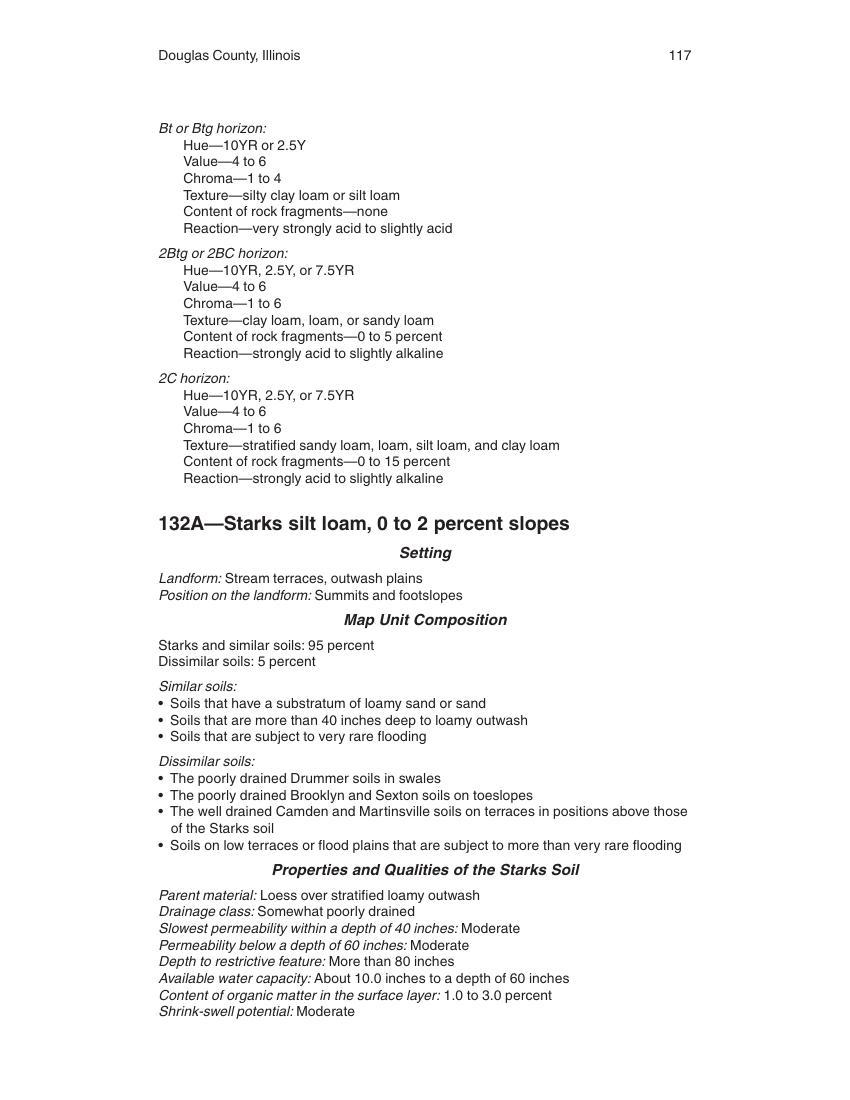 Douglas County, Illinois 117
Bt or Btg horizon:
Hue—10YR or 2.5Y
Value—4 to 6
Chroma—1 to 4
Texture—silty clay loam or silt loam
Content of rock fragments—none
Reaction—very strongly acid to slightly acid
2Btg or 2BC horizon:
Hue—10YR, 2.5Y, or 7.5YR
Value—4 to 6
Chroma—1 to 6
Texture—clay loam, loam, or sandy loam
Content of rock fragments—0 to 5 percent
Reaction—strongly acid to slightly alkaline
2C horizon:
Hue—10YR, 2.5Y, or 7.5YR
Value—4 to 6
Chroma—1 to 6
Texture—stratified sandy loam, loam, silt loam, and clay loam
Content of rock fragments—0 to 15 percent
Reaction—strongly acid to slightly alkaline
132A—Starks silt loam, 0 to 2 percent slopes
Setting
Landform: Stream terraces, outwash plains
Position on the landform: Summits and footslopes
Map Unit Composition
Starks and similar soils: 95 percent
Dissimilar soils: 5 percent
Similar soils:
• Soils that have a substratum of loamy sand or sand
• Soils that are more than 40 inches deep to loamy outwash
• Soils that are subject to very rare flooding
Dissimilar soils:
• The poorly drained Drummer soils in swales
• The poorly drained Brooklyn and Sexton soils on toeslopes
• The well drained Camden and Martinsville soils on terraces in positions above those
of the Starks soil
• Soils on low terraces or flood plains that are subject to more than very rare flooding
Properties and Qualities of the Starks Soil
Parent material: Loess over stratified loamy outwash
Drainage class: Somewhat poorly drained
Slowest permeability within a depth of 40 inches: Moderate
Permeability below a depth of 60 inches: Moderate
Depth to restrictive feature: More than 80 inches
Available water capacity: About 10.0 inches to a depth of 60 inches
Content of organic matter in the surface layer: 1.0 to 3.0 percent
Shrink-swell potential: Moderate